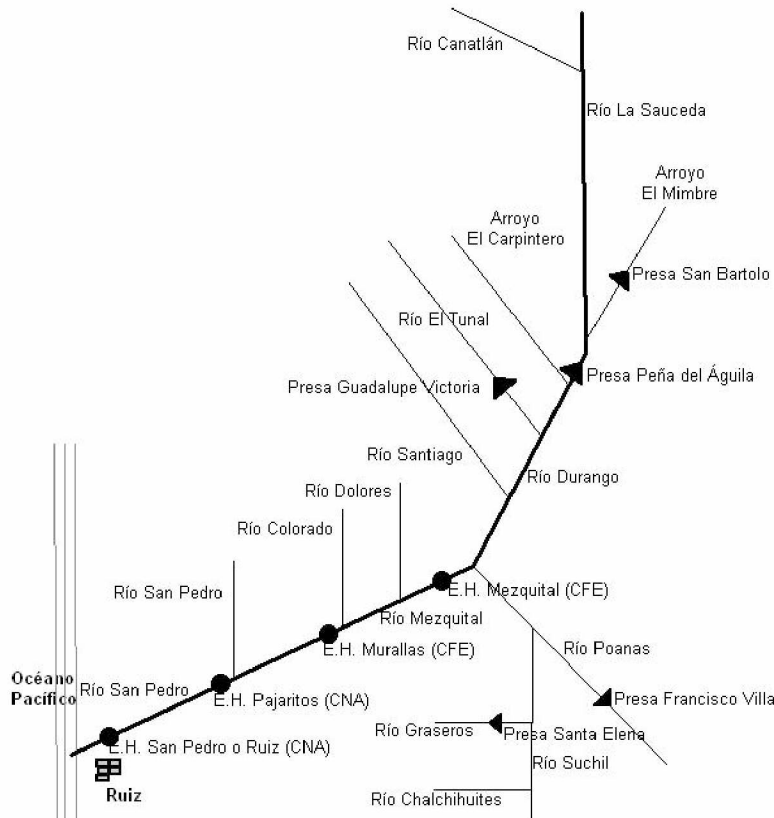 Río Canatlán
Río La Sauceda
Arroyo
El Mimbre
Arroyo
El Carpintero
Presa San Bartolo
Río El Tunal
Presa Peña del Águila
Presa Guadalupe Victoria
Río Santiago
Río Durango
Río Dolores
Río Colorado
Río San Pedro
E.H. Mezquital (CFE)
Río Mezquital
E.H. Murallas (CFE)
Río Poanas
Océano
Pacífico
Río San Pedro
E.H. Pajaritos (CNA)
Presa Francisco Villa
Río Graseros
Presa Santa Elena
E.H. San Pedro o Ruiz (CNA)
Río Suchil
Ruiz
Río Chalchihuites